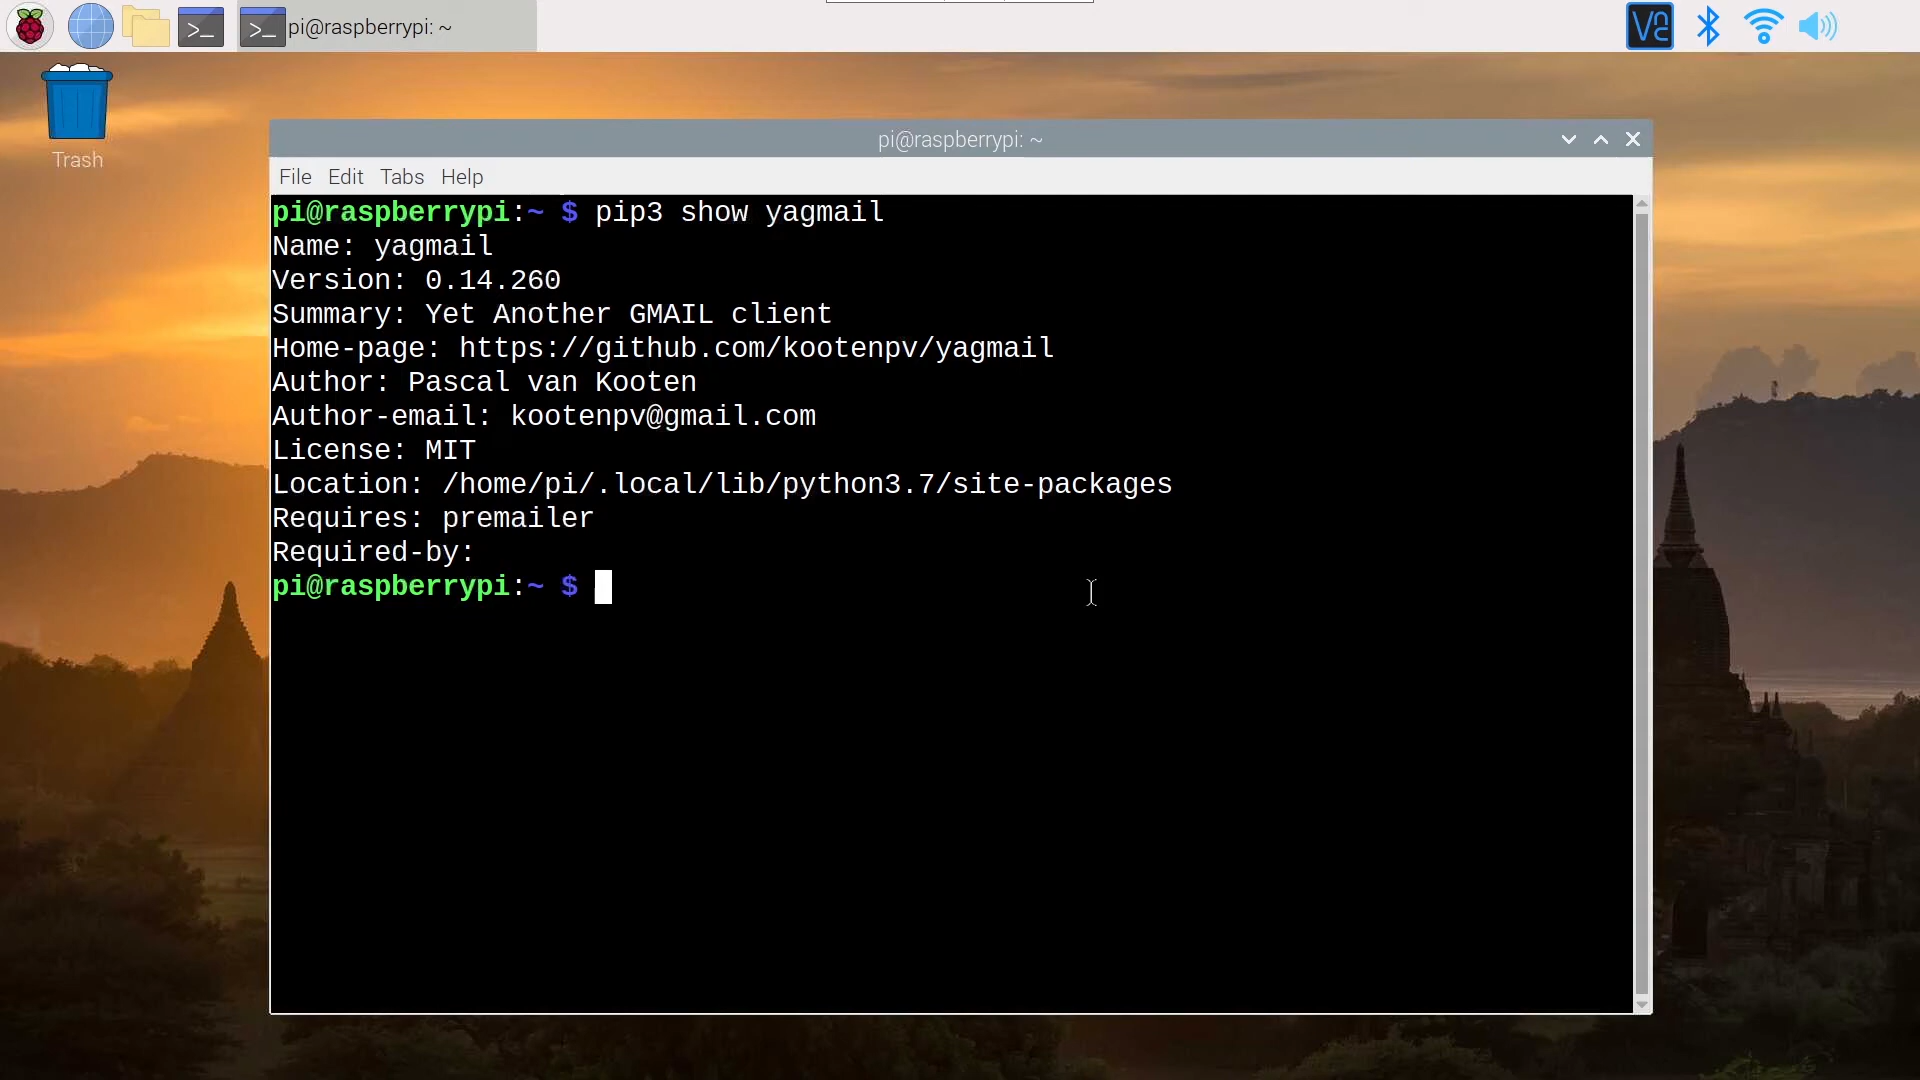 pi@raspberrypi: ~
Trash
pi@raspberrypi: ~
File Edit Tabs Help
pi@raspberrypi:~ $ pip3 show yagmail
Name: yagmail
Version: 0.14.260
Summary: Yet Another GMAIL client
Home-page: https://github.com/kootenpv/yagmail
Author: Pascal van Kooten
Author-email: kootenpv@gmail.com
License: MIT
Location: /home/pi/.local/lib/python3.7/site-packages
Requires: premailer
Required-by:
pi@raspberrypi:~ $